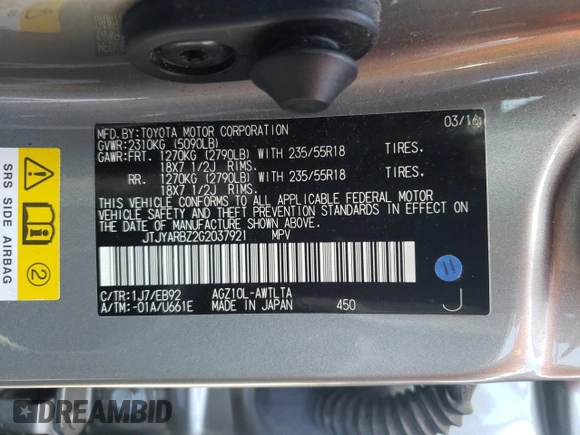 MFD.BY:TOYOTA MOTOR CORPORATION 03/16
GVWR:2310KG (5090LB)
GAWR:FRT. 1270KG (2790LB) WITH 235/55R18 TIRES.
18X7 1/2J RIMS.
RR. 1270KG (2790LB) WITH 235/55R18 TIRES.
18X7 1/2J RIMS.
THIS VEHICLE CONFORMS TO ALL APPLICABLE FEDERAL MOTOR
VEHICLE SAFETY AND THEFT PREVENTION STANDARDS IN EFFECT ON
THE DATE OF MANUFACTURE SHOWN ABOVE.
JTJYARBZ2G2037921 MPV
C/TR:1J7/EB92 AGZ10L-AWTLTA
A/TM:-01A/U661E MADE IN JAPAN 450
11
J
SRS SIDE AIRBAG
2
DREAMBID